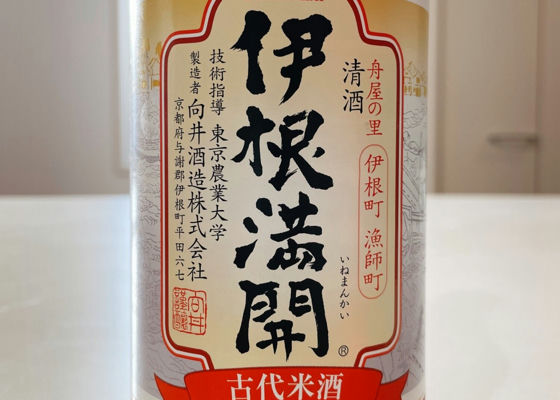 舟屋の里
伊根町 漁師町
清酒
伊根満開
いねまんかい
®
技術指導 東京農業大学
製造者 向井酒造株式会社
京都府与謝郡伊根町平田六七
向井
古代米酒